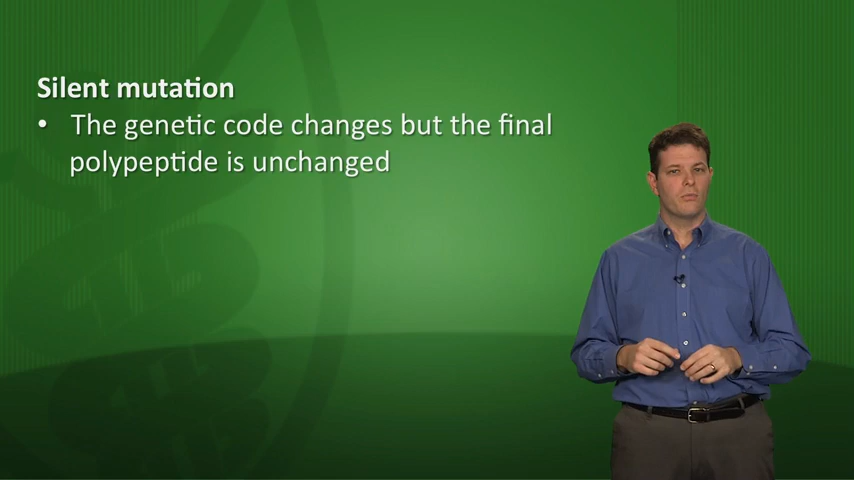 Silent mutation
• The genetic code changes but the final
polypeptide is unchanged